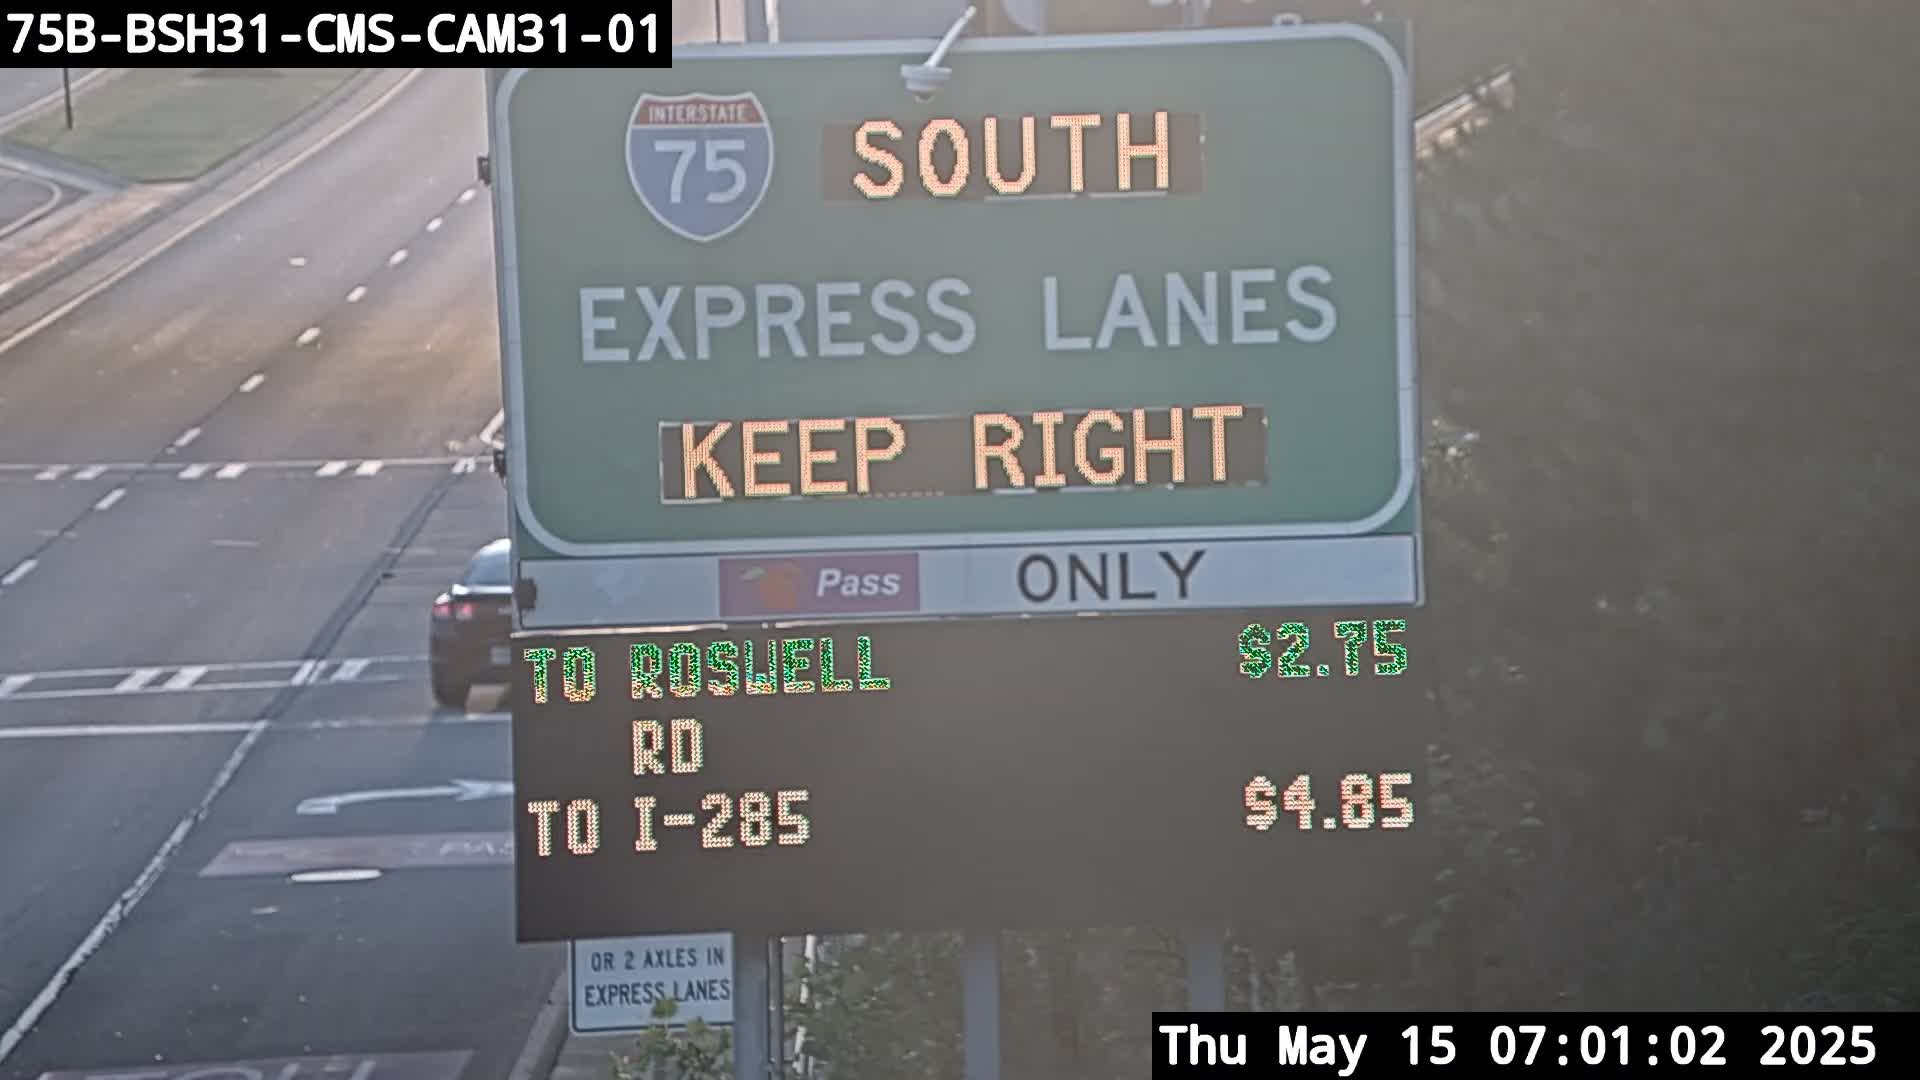 75B-BSH31-CMS-CAM31-01
INTERSTATE
75
SOUTH
EXPRESS LANES
KEEP RIGHT
Pass ONLY
TO ROSWELL $2.75
RD
TO I-285 $4.85
OR 2 AXLES IN
EXPRESS LANES
Thu May 15 07:01:02 2025